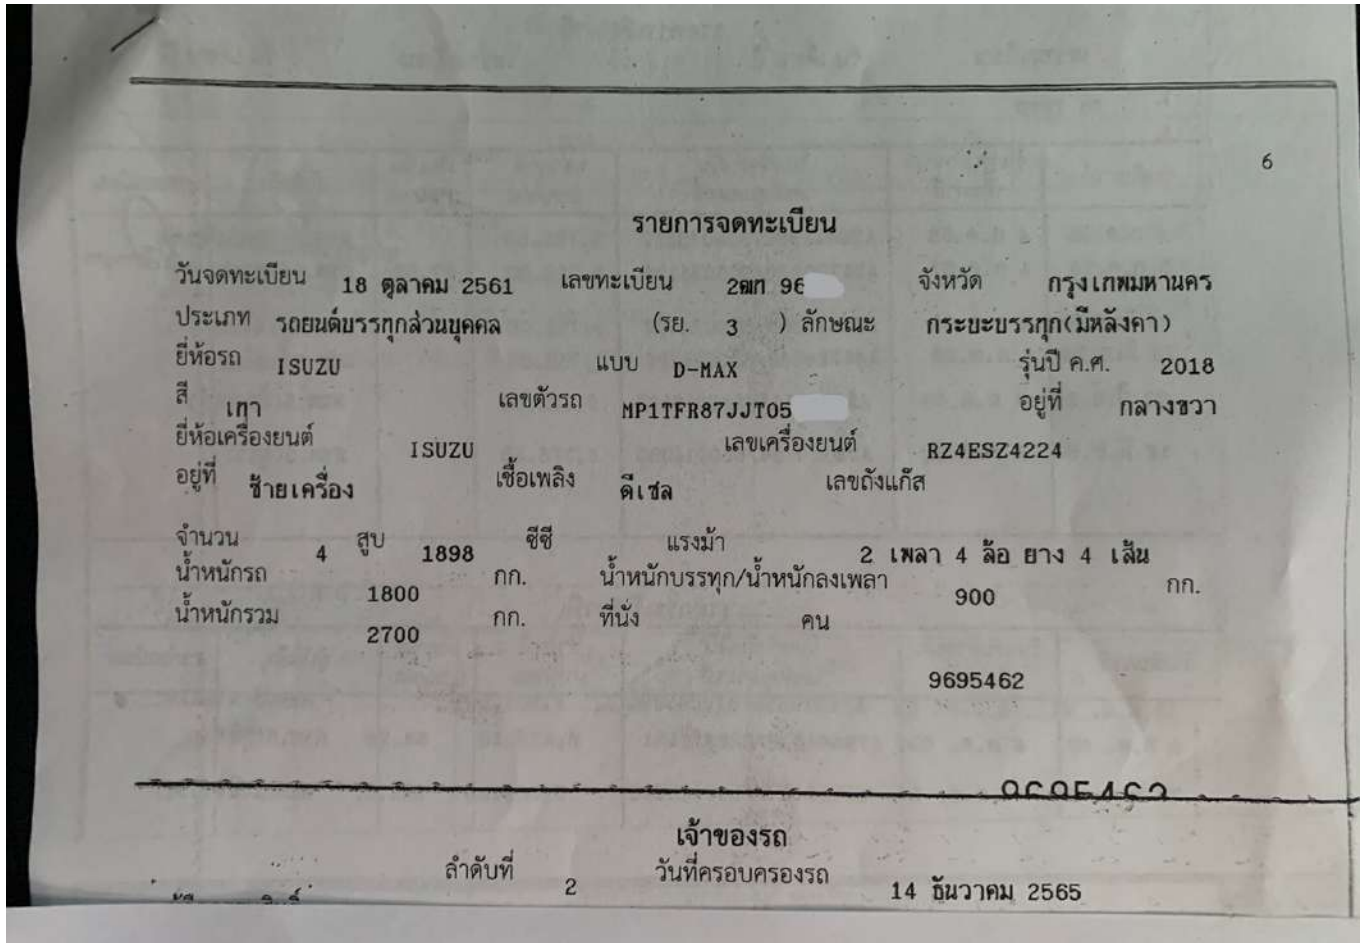 6
รายการจดทะเบียน
วันจดทะเบียน 18 ตุลาคม 2561 เลขทะเบียน 2ฒฦ 96 จังหวัด กรุงเทพมหานคร
ประเภท รถยนต์บรรทุกส่วนบุคคล (รย. 3 ) ลักษณะ กระบะบรรทุก(มีหลังคา)
ยี่ห้อรถ ISUZU แบบ D-MAX รุ่นปี ค.ศ. 2018
สี เทา เลขตัวรถ MP1TFR87JJT05 อยู่ที่ กลางขวา
ยี่ห้อเครื่องยนต์ ISUZU เลขเครื่องยนต์ RZ4ESZ4224
อยู่ที่ ซ้ายเครื่อง เชื้อเพลิง ดีเซล เลขถังแก๊ส
จำนวน 4 สูบ 1898 ซีซี แรงม้า 2 เพลา 4 ล้อ ยาง 4 เส้น
น้ำหนักรถ 1800 กก. น้ำหนักบรรทุก/น้ำหนักลงเพลา 900 กก.
น้ำหนักรวม 2700 กก. ที่นั่ง คน
9695462
9695462
เจ้าของรถ
ลำดับที่ 2 วันที่ครอบครองรถ 14 ธันวาคม 2565